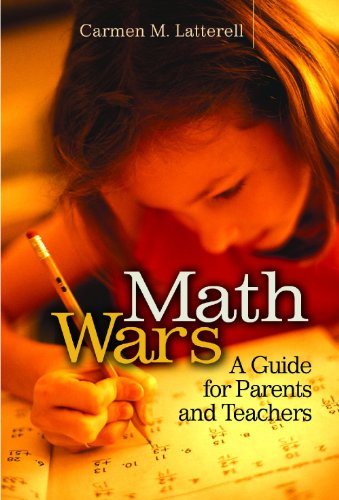 Carmen M. Latterell
Math
Wars
A Guide
for Parents
and Teachers